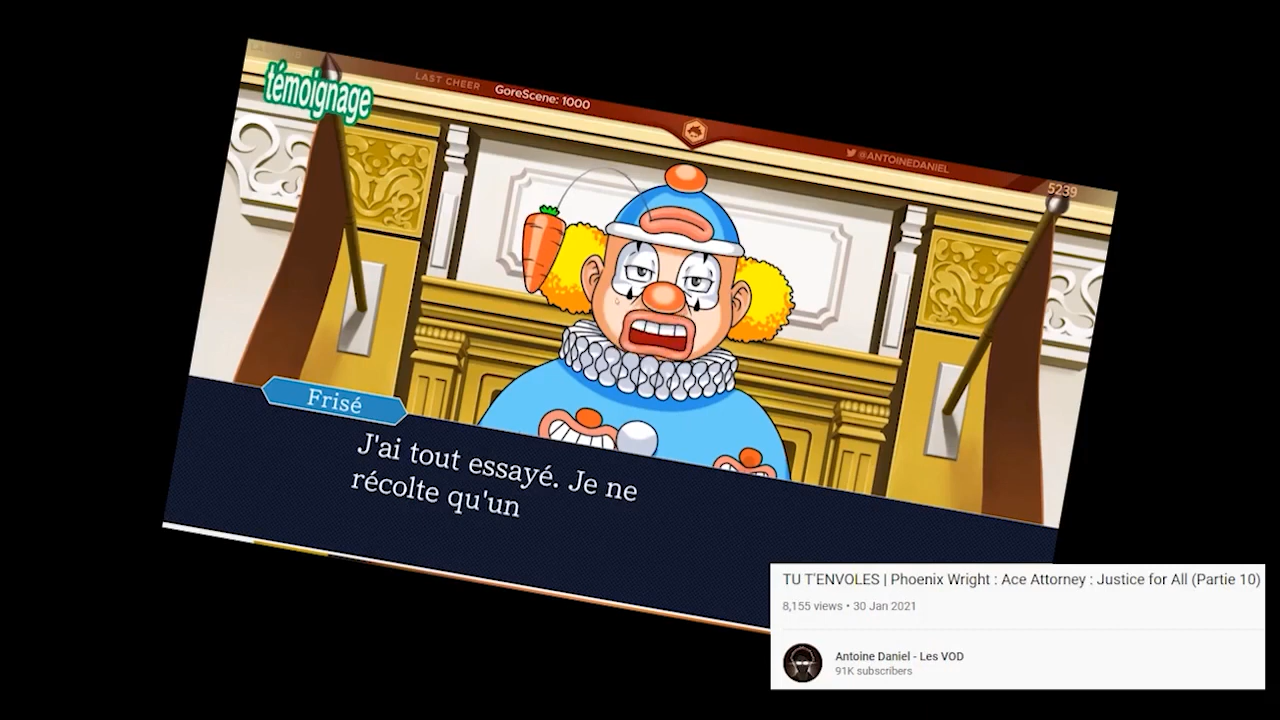 témoignage
LAST CHEER GoreScene: 1000
@ANTOINEDANIEL
5239
Frisé
J'ai tout essayé. Je ne
récolte qu'un
TU T'ENVOLES | Phoenix Wright : Ace Attorney : Justice for All (Partie 10)
8,155 views • 30 Jan 2021
Antoine Daniel - Les VOD
91K subscribers